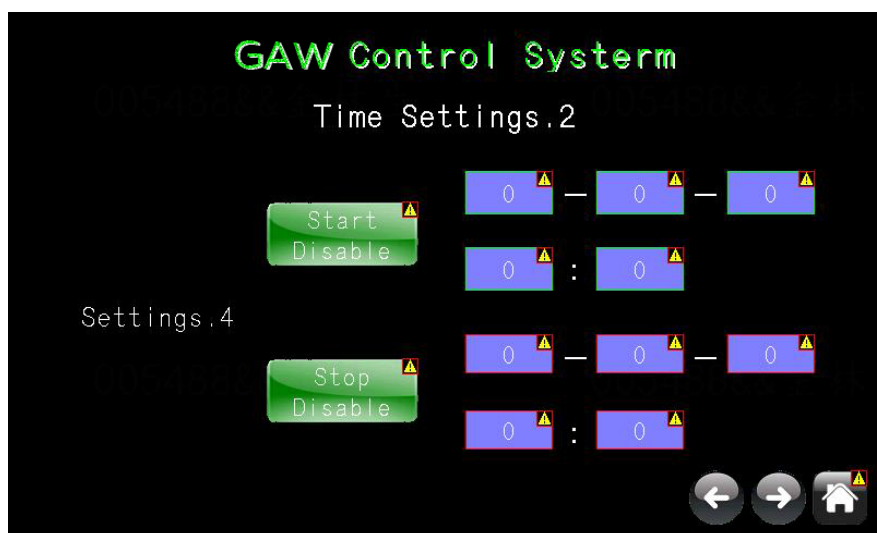 GAW Control Systerm
Time Settings.2
Start
Disable
0 — 0 — 0
0 : 0
Settings.4
Stop
Disable
0 — 0 — 0
0 : 0